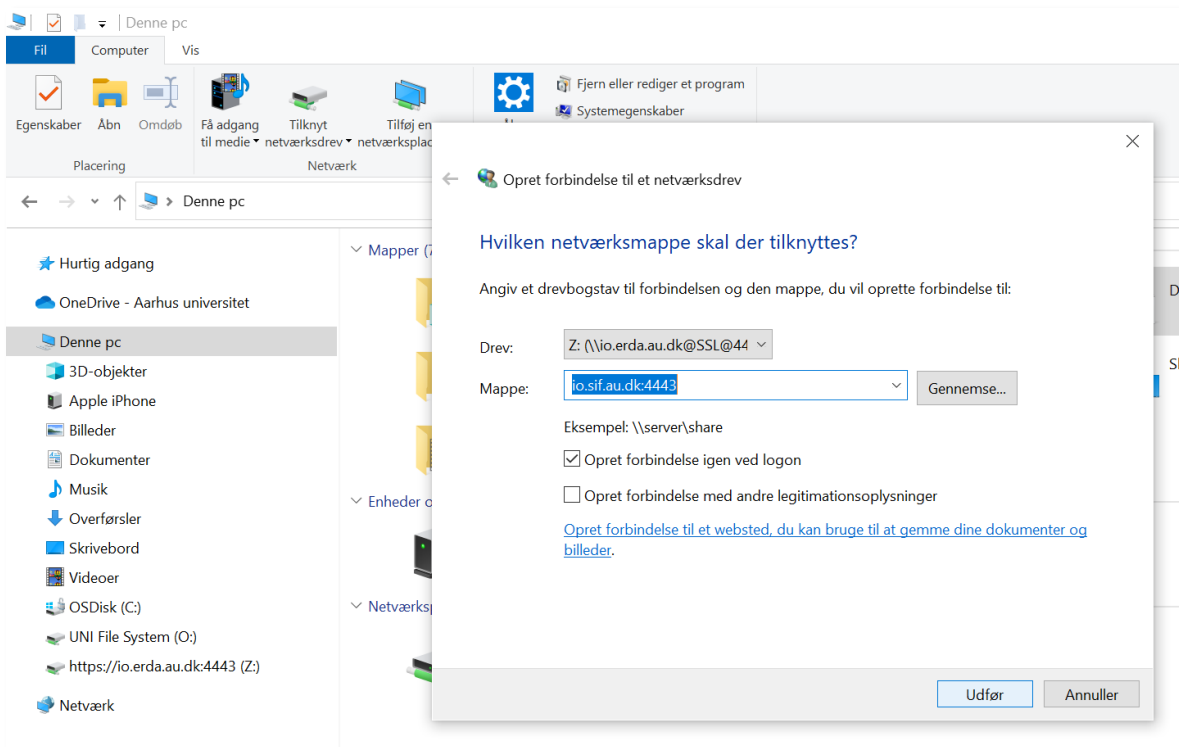 Denne pc
Fil Computer Vis
Egenskaber Åbn Omdøb
Få adgang til medie
Tilknyt netværksdrev
Tilføj en
Fjern eller rediger et program
Systemegenskaber
Placering
Netværk
Denne pc
Hurtig adgang
OneDrive - Aarhus universitet
Denne pc
3D-objekter
Apple iPhone
Billeder
Dokumenter
Musik
Overførsler
Skrivebord
Videoer
OSDisk (C:)
UNI File System (O:)
https://io.erda.au.dk:4443 (Z:)
Netværk
Mapper (7
Enheder o
Opret forbindelse til et netværksdrev
Hvilken netværksmappe skal der tilknyttes?
Angiv et drevbogstav til forbindelsen og den mappe, du vil oprette forbindelse til:
Drev: Z: (\\io.erda.au.dk@SSL@44
Mappe: io.sif.au.dk:4443 Gennemse...
Eksempel: \\server\share
Opret forbindelse igen ved logon
Opret forbindelse med andre legitimationsoplysninger
Opret forbindelse til et websted, du kan bruge til at gemme dine dokumenter og
billeder.
Udfør Annuller